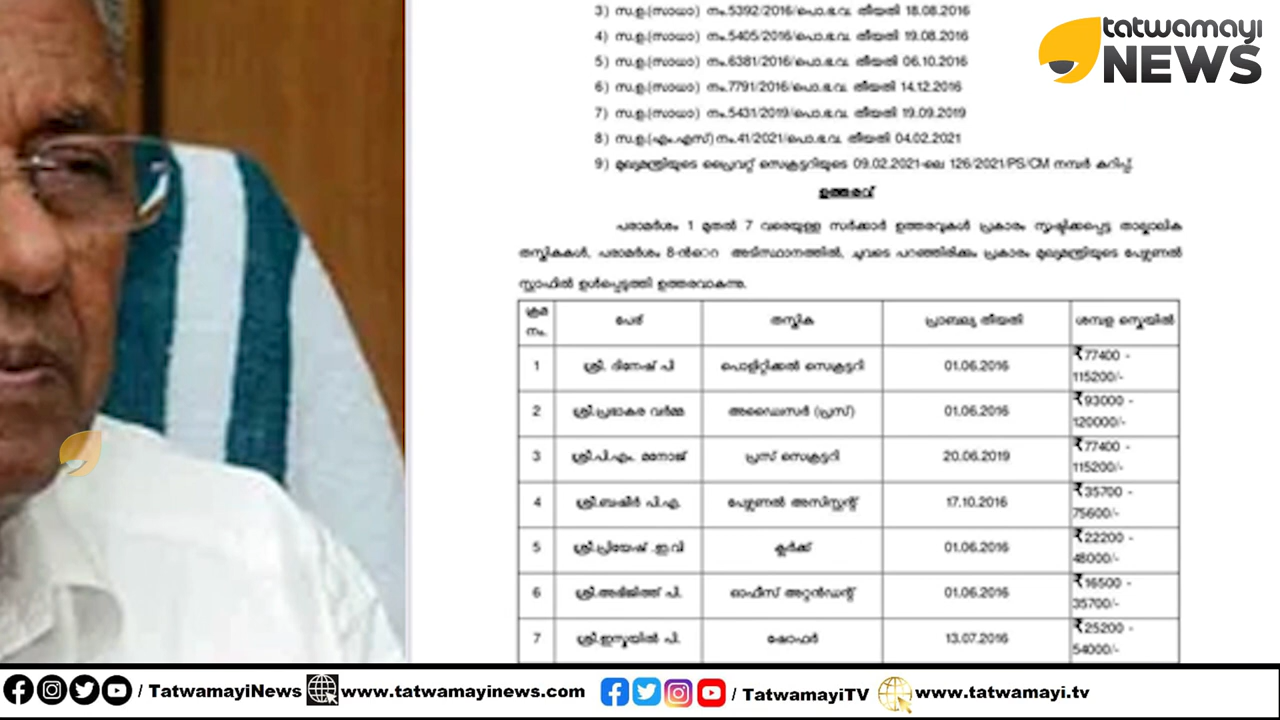 3) സ.ഉ.(സാധാ) നം.5392/2016/പൊ.ഭ.വ. തീയതി 18.08.2016
4) സ.ഉ.(സാധാ) നം.5405/2016/പൊ.ഭ.വ. തീയതി 19.08.2016
5) സ.ഉ.(സാധാ) നം.6381/2016/പൊ.ഭ.വ. തീയതി 06.10.2016
6) സ.ഉ.(സാധാ) നം.7791/2016/പൊ.ഭ.വ. തീയതി 14.12.2016
7) സ.ഉ.(സാധാ) നം.5431/2019/പൊ.ഭ.വ. തീയതി 19.09.2019
8) സ.ഉ.(എം.എസ്)നം.41/2021/പൊ.ഭ.വ. തീയതി 04.02.2021
9) മുഖ്യമന്ത്രിയുടെ പ്രൈവറ്റ് സെക്രട്ടറിയുടെ 09.02.2021-ലെ 126/2021/PS/CM നമ്പർ കുറിപ്പ്.
tatwamayi
NEWS
ഉത്തരവ്
പരാമർശം 1 മുതൽ 7 വരെയുള്ള സർക്കാർ ഉത്തരവുകൾ പ്രകാരം സൃഷ്ടിക്കപ്പെട്ട താല്കാലിക
തസ്തികകൾ, പരാമർശം 8-ൻറെ അടിസ്ഥാനത്തിൽ, ചുവടെ പറഞ്ഞിരിക്കും പ്രകാരം മുഖ്യമന്ത്രിയുടെ പേഴ്സണൽ
സ്റ്റാഫിൽ ഉൾപ്പെടുത്തി ഉത്തരവാകുന്നു.
ക്രമ നം. പേര് തസ്തിക പ്രാബല്യ തീയതി ശമ്പള സ്കെയിൽ
1 ശ്രീ. ദിനേഷ് പി പൊളിറ്റിക്കൽ സെക്രട്ടറി 01.06.2016 ₹77400 - 115200/-
2 ശ്രീ.പ്രഭാകര വർമ്മ അഡ്വൈസർ (പ്രസ്) 01.06.2016 ₹93000 - 120000/-
3 ശ്രീ.പി.എം. മനോജ് പ്രസ് സെക്രട്ടറി 20.06.2019 ₹77400 - 115200/-
4 ശ്രീ.ബഷീർ പി.എ. പേഴ്സണൽ അസിസ്റ്റന്റ് 17.10.2016 ₹35700 - 75600/-
5 ശ്രീ.പ്രിയേഷ് .ഇ.വി ക്ലർക്ക് 01.06.2016 ₹22200 - 48000/-
6 ശ്രീ.അഭിജിത്ത് പി. ഓഫീസ് അറ്റൻഡന്റ് 01.06.2016 ₹16500 - 35700/-
7 ശ്രീ.ഇസ്മയിൽ പി. ഷോഫർ 13.07.2016 ₹25200 - 54000/-
/ TatwamayiNews www.tatwamayinews.com / TatwamayiTV www.tatwamayi.tv